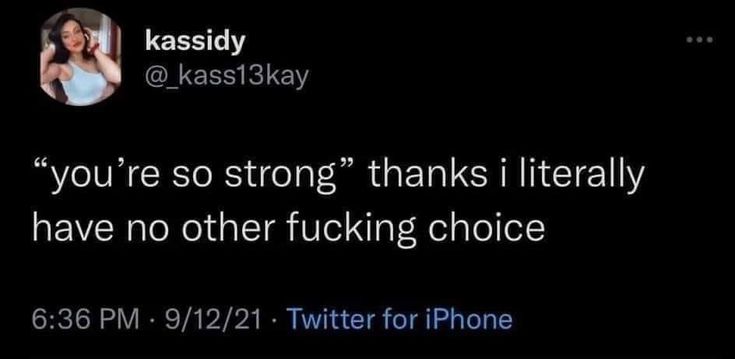 kassidy
@_kass13kay
“you’re so strong” thanks i literally
have no other fucking choice
6:36 PM · 9/12/21 · Twitter for iPhone